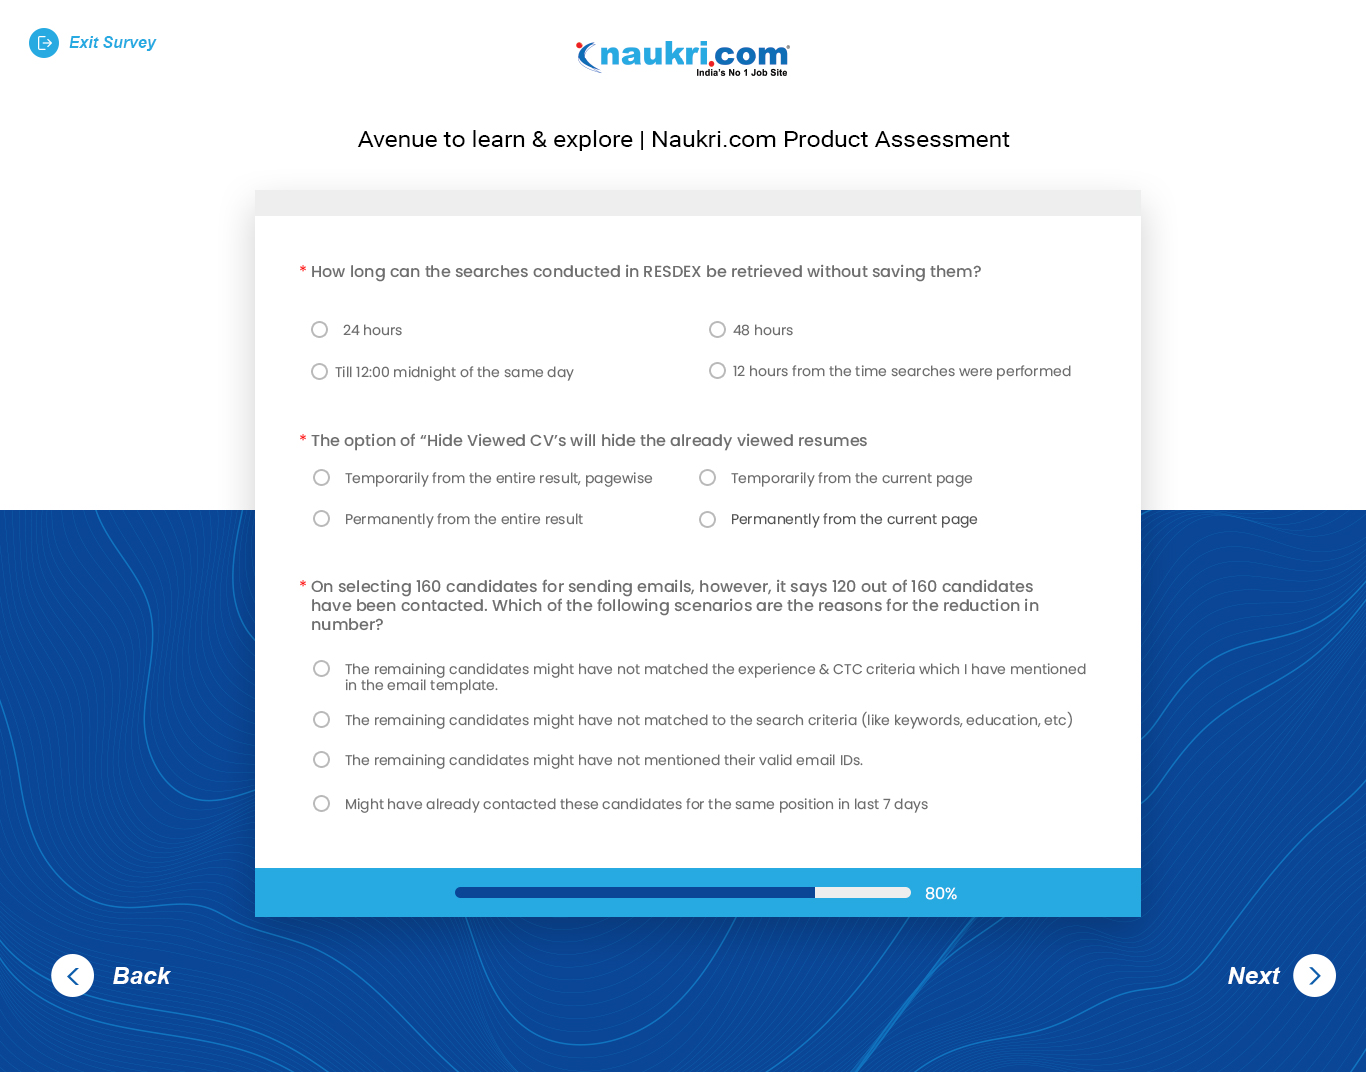 Exit Survey
naukri.com
India's No 1 Job Site
Avenue to learn & explore | Naukri.com Product Assessment
* How long can the searches conducted in RESDEX be retrieved without saving them?
24 hours
48 hours
Till 12:00 midnight of the same day
12 hours from the time searches were performed
* The option of “Hide Viewed CV’s will hide the already viewed resumes
Temporarily from the entire result, pagewise
Temporarily from the current page
Permanently from the entire result
Permanently from the current page
* On selecting 160 candidates for sending emails, however, it says 120 out of 160 candidates
have been contacted. Which of the following scenarios are the reasons for the reduction in
number?
The remaining candidates might have not matched the experience & CTC criteria which I have mentioned
in the email template.
The remaining candidates might have not matched to the search criteria (like keywords, education, etc)
The remaining candidates might have not mentioned their valid email IDs.
Might have already contacted these candidates for the same position in last 7 days
80%
Back
Next